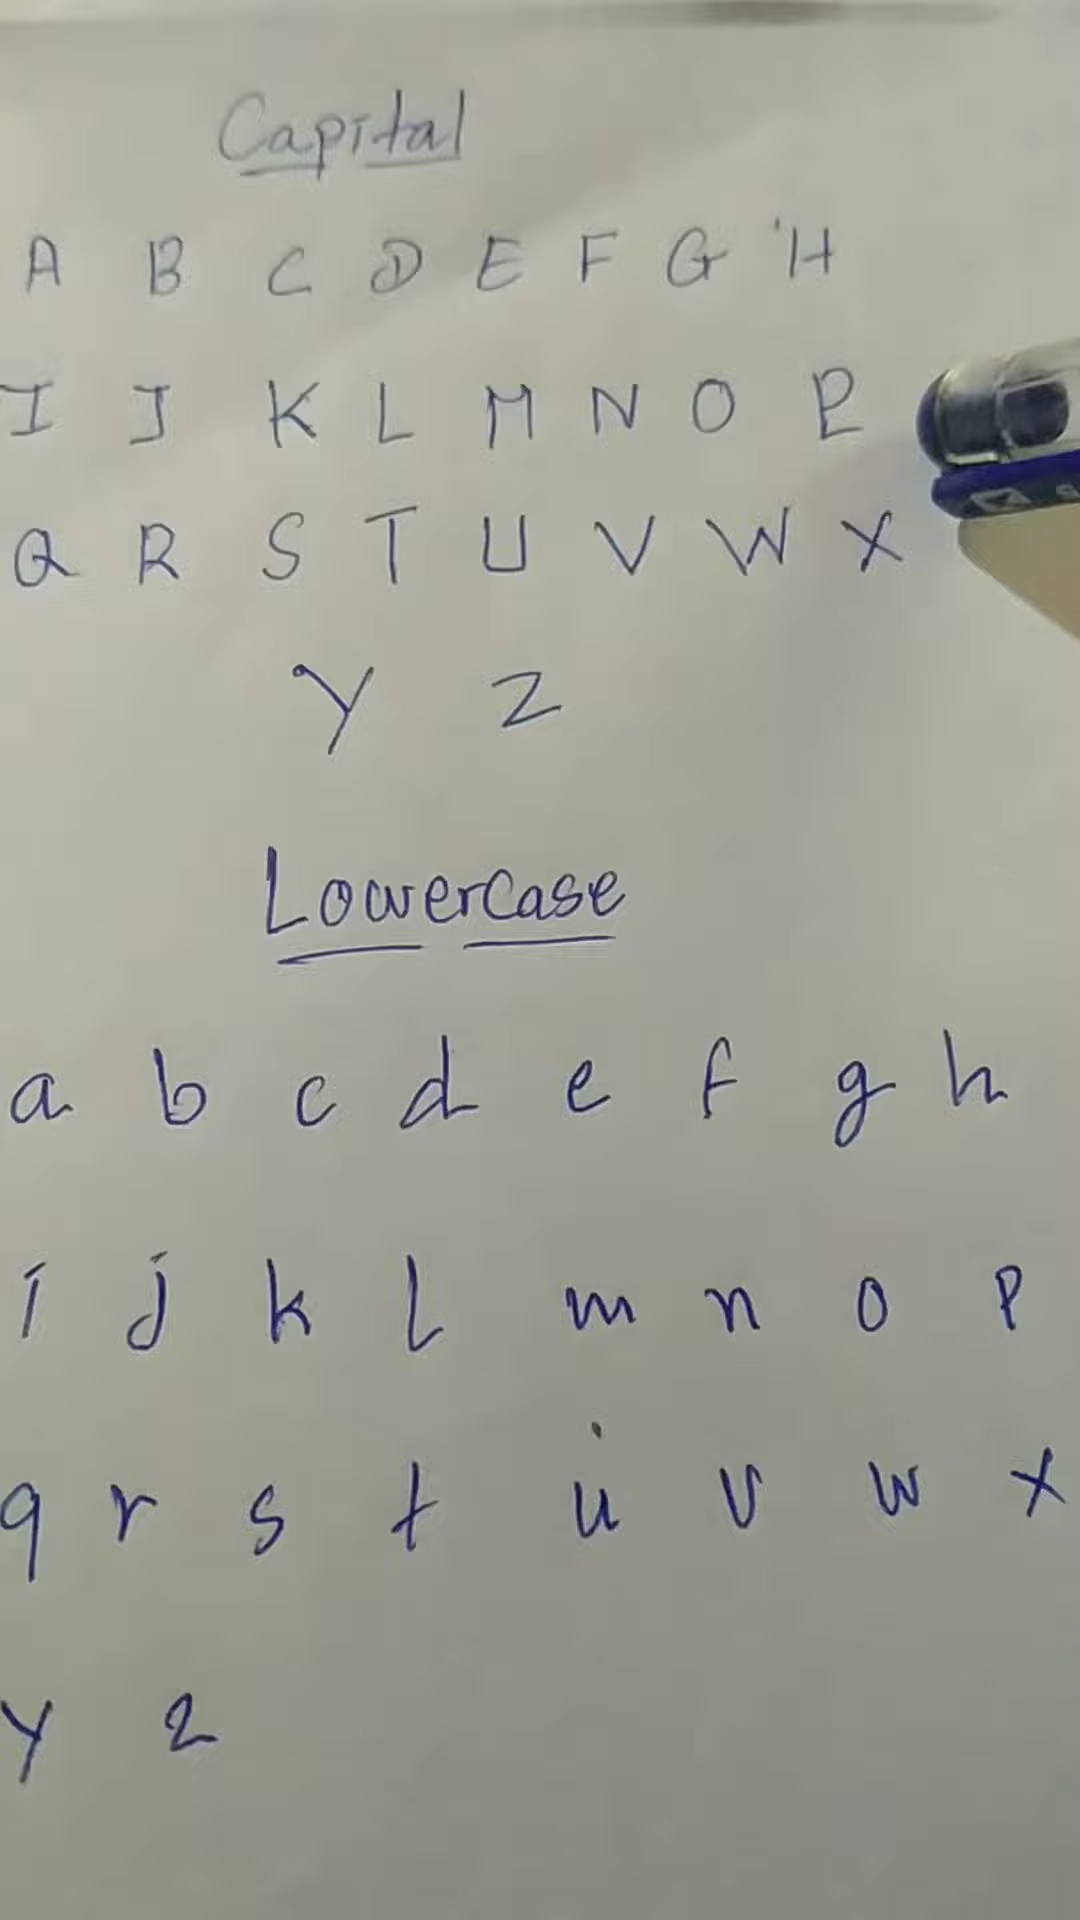 Capital
A B C D E F G H
I J K L M N O P
Q R S T U V W X
Y Z
Lowercase
a b c d e f g h
i j k l m n o p
q r s t u v w x
y z